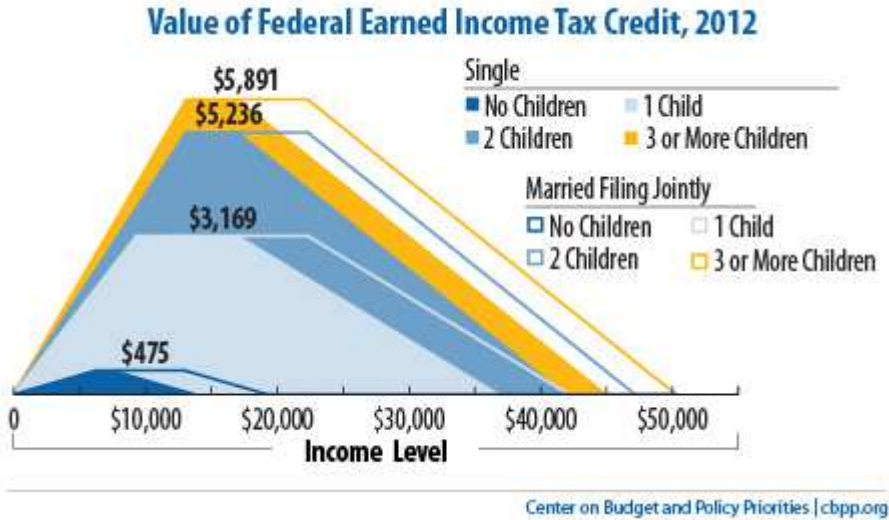 Value of Federal Earned Income Tax Credit, 2012
$5,891
$5,236
$3,169
$475
Single
No Children
1 Child
2 Children
3 or More Children
Married Filing Jointly
No Children
1 Child
2 Children
3 or More Children
0
$10,000
$20,000
$30,000
$40,000
$50,000
Income Level
Center on Budget and Policy Priorities | cbpp.org